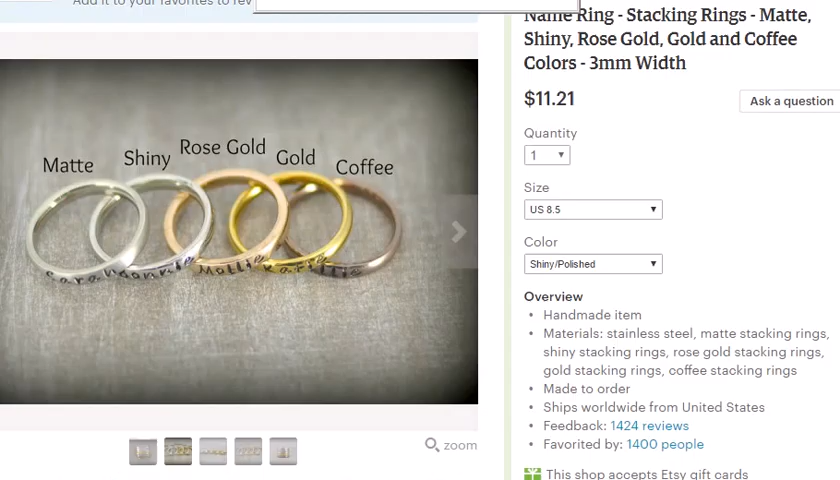 Add it to your favorites to rev
Name Ring - Stacking Rings - Matte,
Shiny, Rose Gold, Gold and Coffee
Colors - 3mm Width
$11.21
Ask a question
Quantity
1
Size
US 8.5
Color
Shiny/Polished
Overview
Handmade item
Materials: stainless steel, matte stacking rings,
shiny stacking rings, rose gold stacking rings,
gold stacking rings, coffee stacking rings
Made to order
Ships worldwide from United States
Feedback: 1424 reviews
Favorited by: 1400 people
This shop accepts Etsy gift cards
Matte
Shiny
Rose Gold
Gold
Coffee
Mollie
zoom